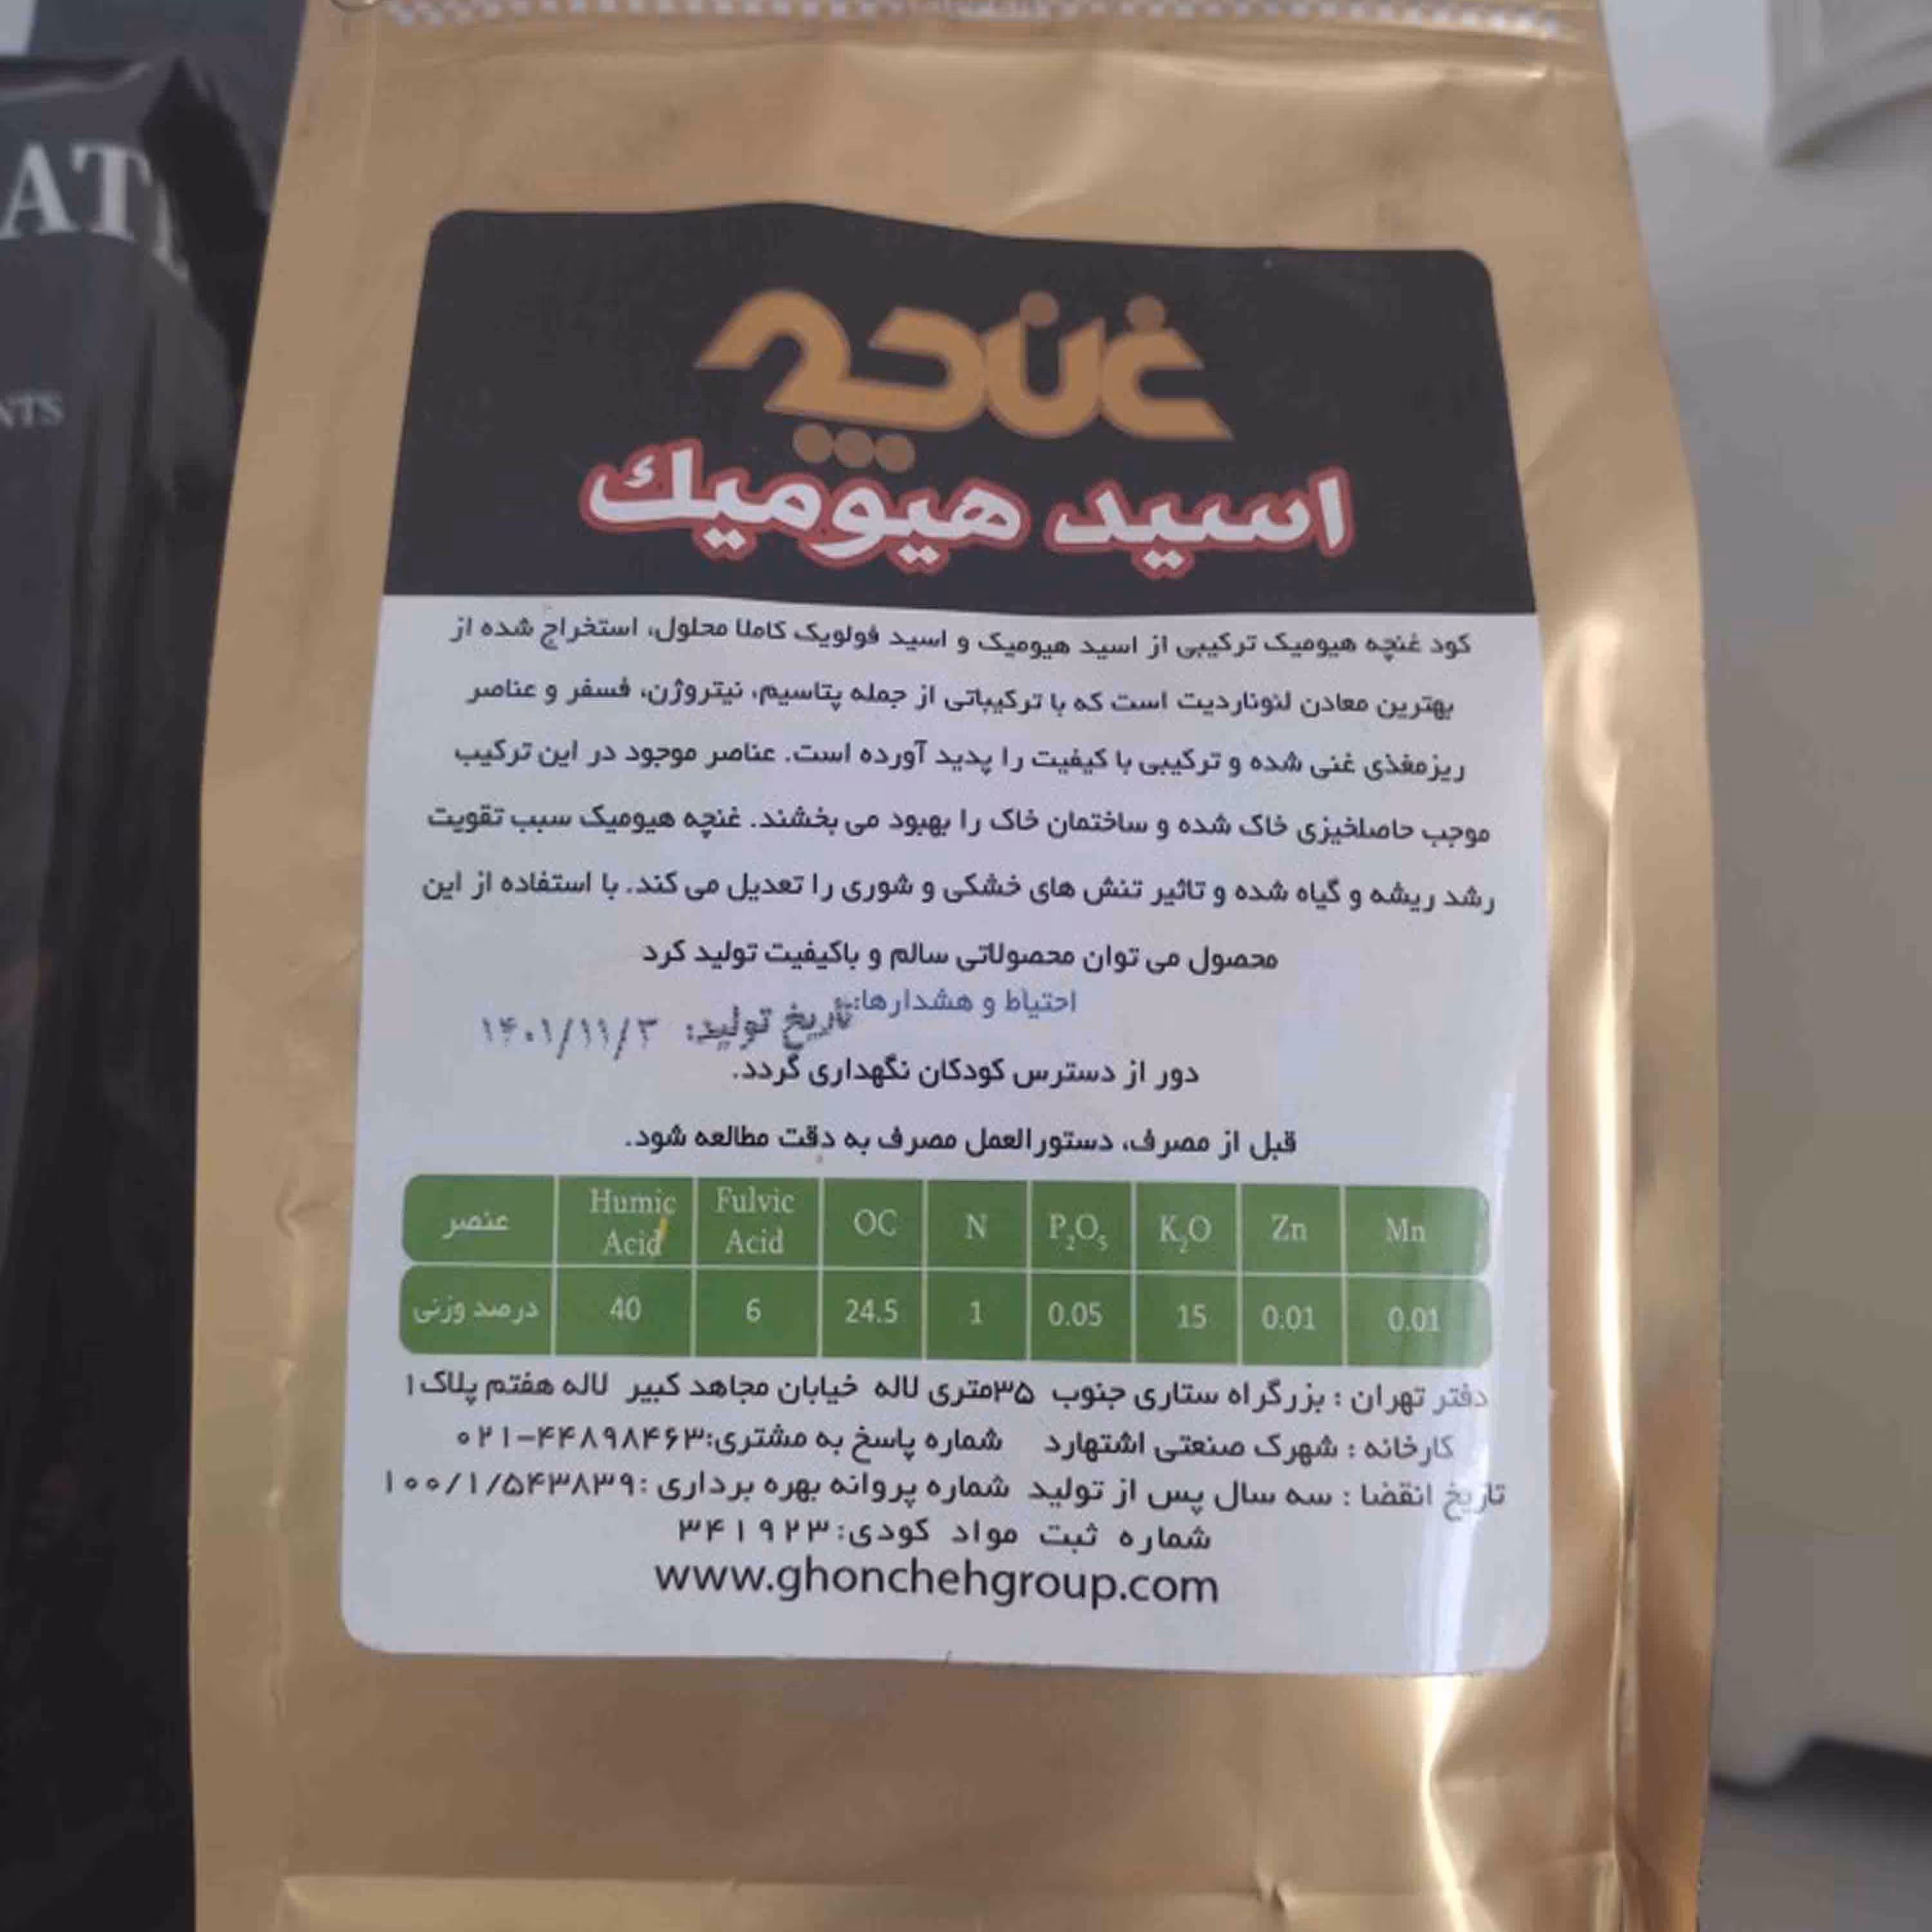 AT
NTS
غنچه
اسید هیومیك
کود غنچه هیومیک ترکیبی از اسید هیومیک و اسید فولویک کاملا محلول، استخراج شده از
بهترین معادن لئوناردیت است که با ترکیباتی از جمله پتاسیم، نیتروژن، فسفر و عناصر
ریزمغذی غنی شده و ترکیبی با کیفیت را پدید آورده است. عناصر موجود در این ترکیب
موجب حاصلخیزی خاک شده و ساختمان خاک را بهبود می بخشند. غنچه هیومیک سبب تقویت
رشد ریشه و گیاه شده و تاثیر تنش های خشکی و شوری را تعدیل می کند. با استفاده از این
محصول می توان محصولاتی سالم و باکیفیت تولید کرد
احتیاط و هشدارها:
تاریخ تولید: ۱۴۰۱/۱۱/۳
دور از دسترس کودکان نگهداری گردد.
قبل از مصرف، دستورالعمل مصرف به دقت مطالعه شود.
عنصر Humic Acid Fulvic Acid OC N P₂O₅ K₂O Zn Mn
درصد وزنی 40 6 24.5 1 0.05 15 0.01 0.01
دفتر تهران : بزرگراه ستاری جنوب ۳۵متری لاله خیابان مجاهد کبیر لاله هفتم پلاک۱
کارخانه : شهرک صنعتی اشتهارد شماره پاسخ به مشتری:۴۴۸۹۸۴۶۳-۰۲۱
تاریخ انقضا : سه سال پس از تولید شماره پروانه بهره برداری :۱۰۰/۱/۵۴۳۸۳۹
شماره ثبت مواد کودی:۳۴۱۹۲۳
www.ghonchehgroup.com